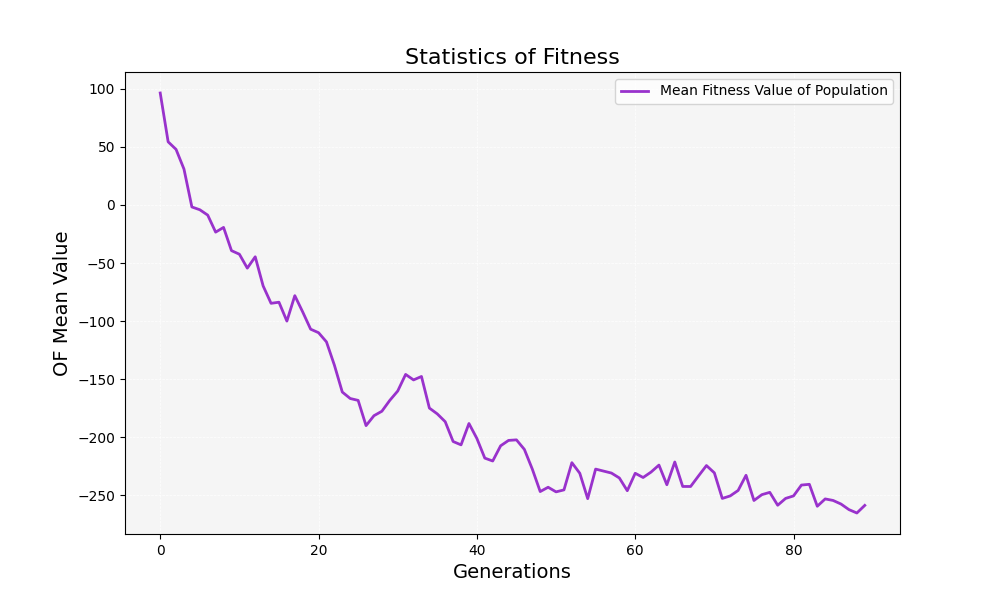 Statistics of Fitness
Mean Fitness Value of Population
100
50
0
−50
−100
−150
−200
−250
OF Mean Value
0 20 40 60 80
Generations